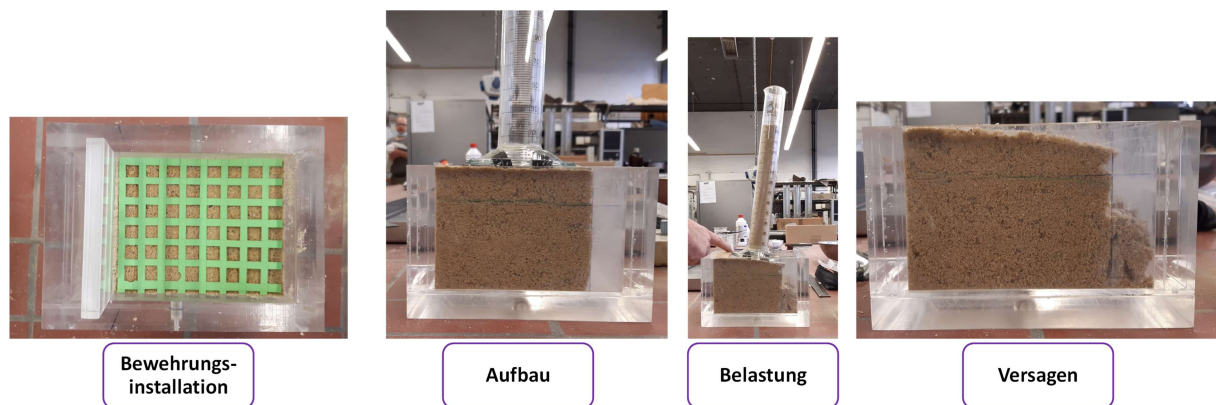 Bewehrungs-
installation
Aufbau
Belastung
Versagen